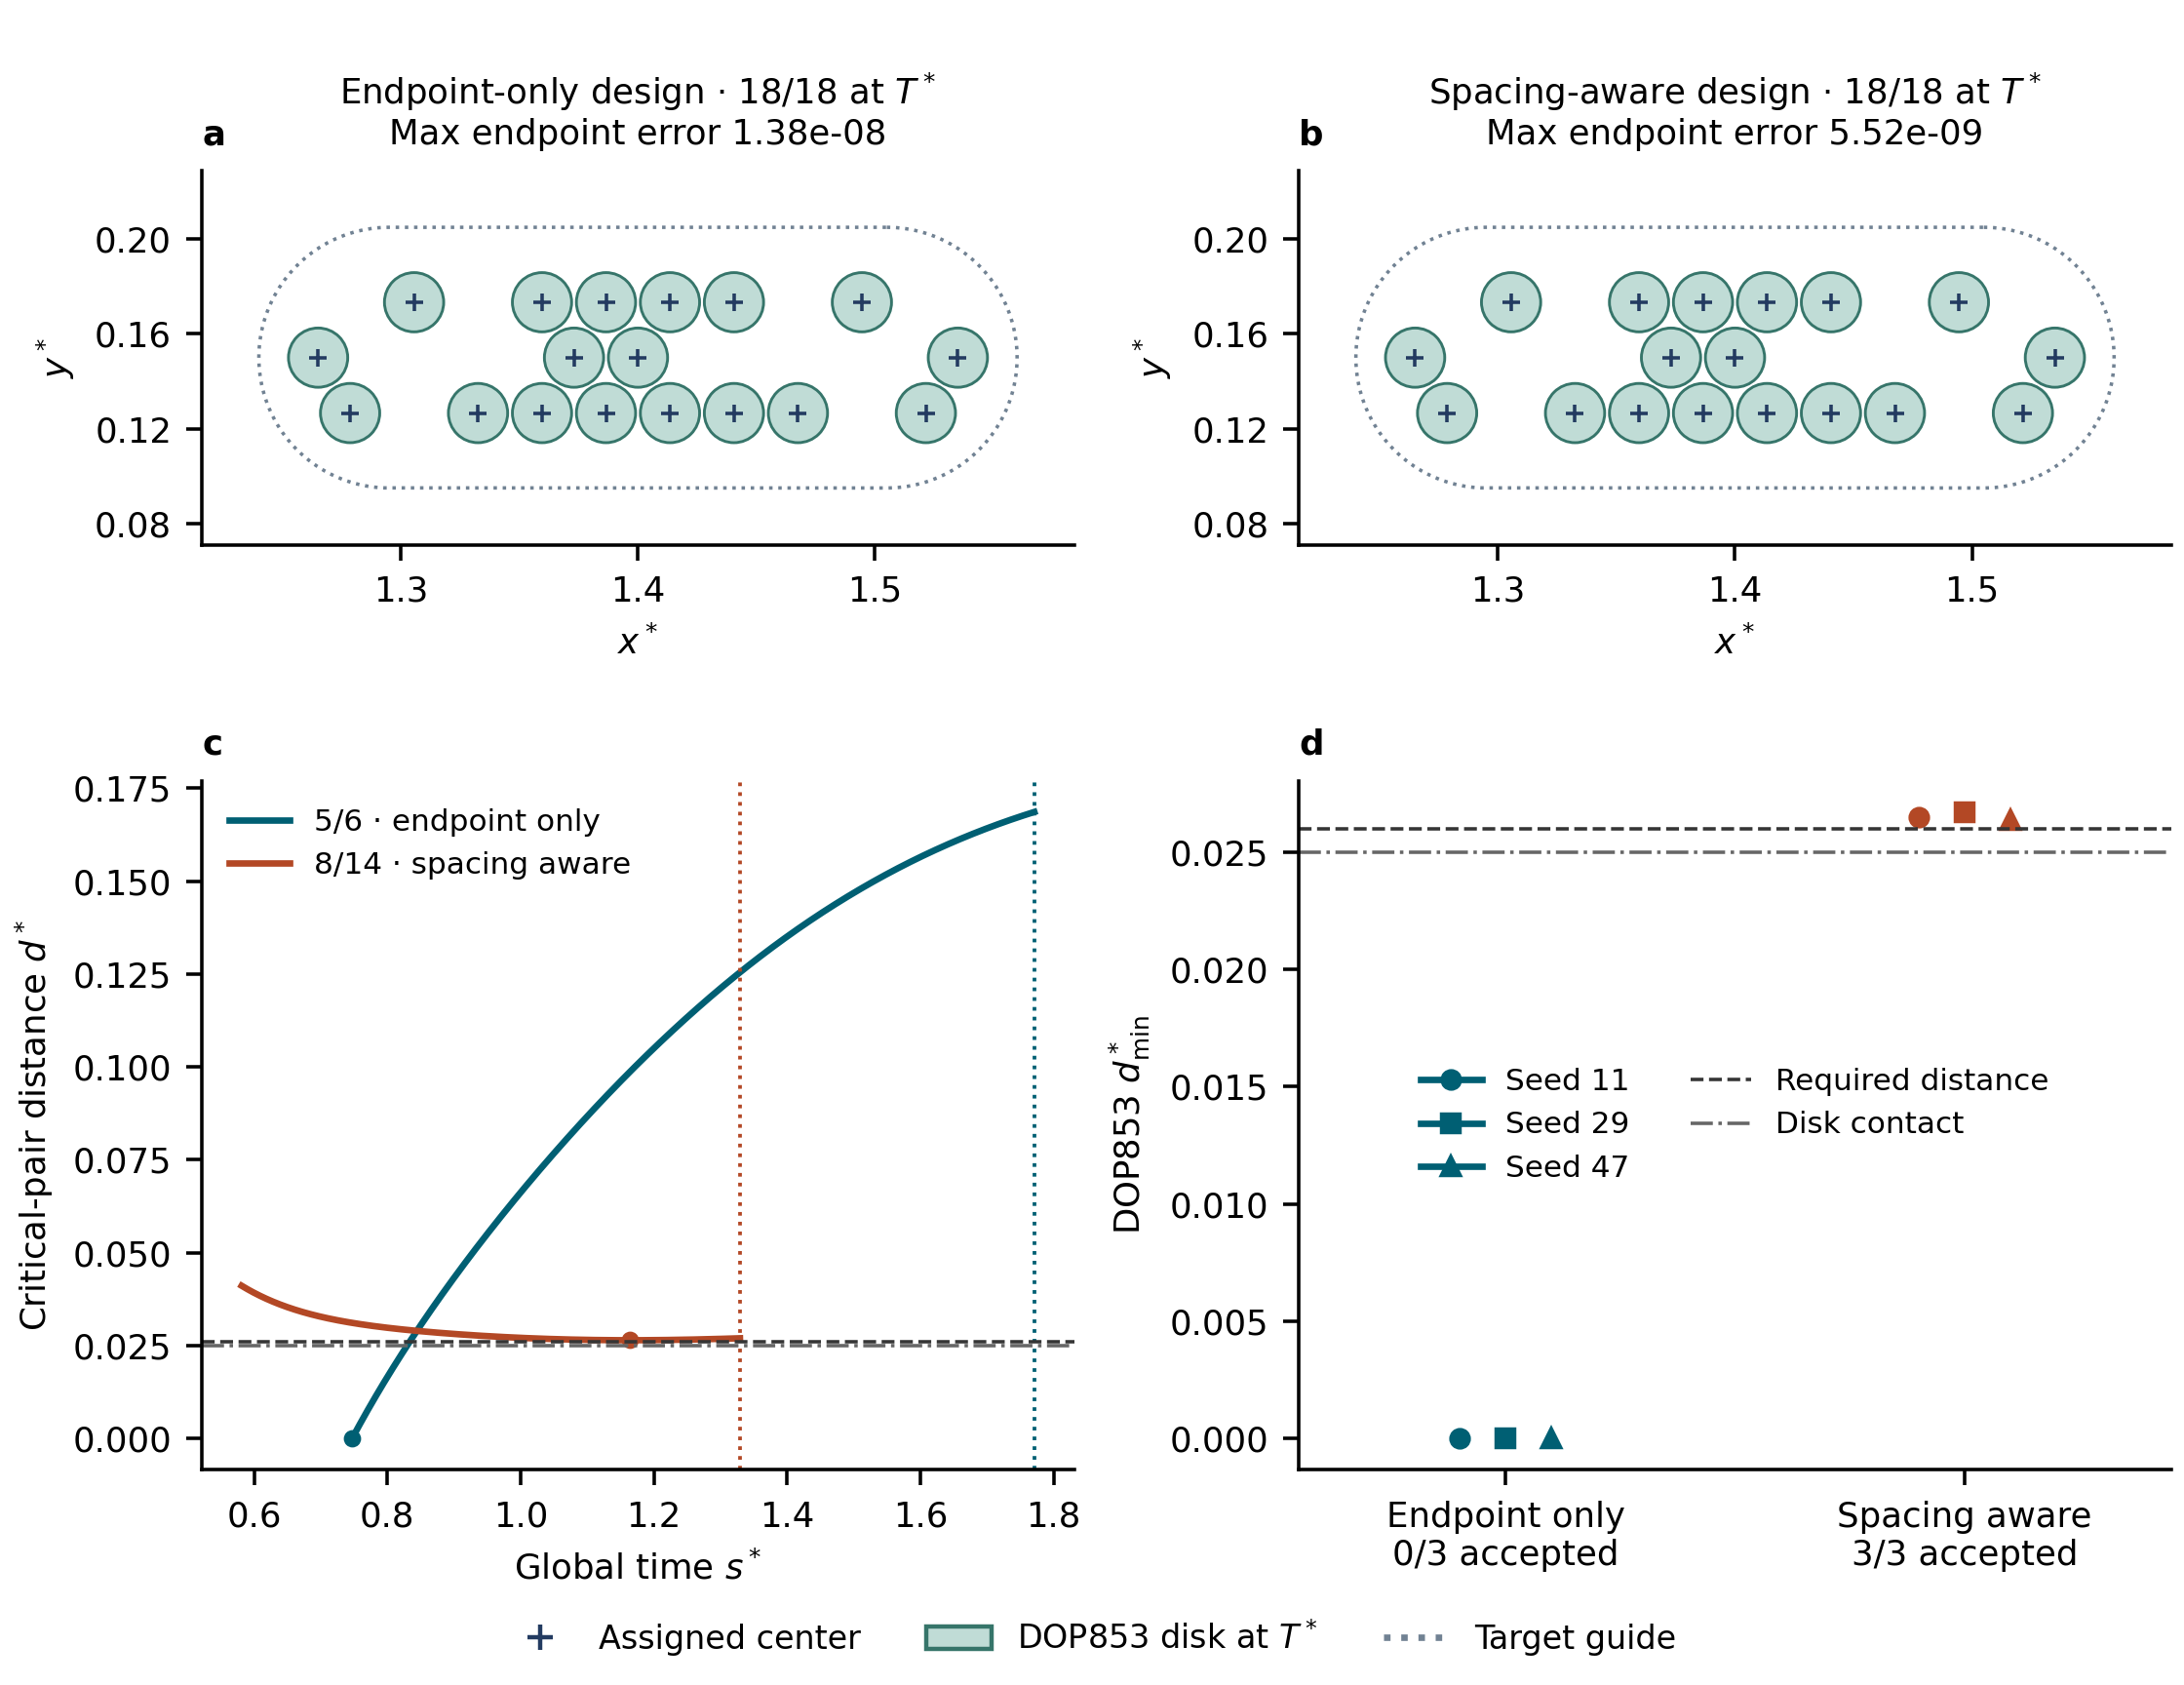 Endpoint-only design · 18/18 at T*
Max endpoint error 1.38e-08
a
0.20
0.16
0.12
0.08
y*
1.3
1.4
1.5
x*
Spacing-aware design · 18/18 at T*
Max endpoint error 5.52e-09
b
0.20
0.16
0.12
0.08
y*
1.3
1.4
1.5
x*
c
5/6 · endpoint only
8/14 · spacing aware
0.175
0.150
0.125
0.100
0.075
0.050
0.025
0.000
Critical-pair distance d*
0.6
0.8
1.0
1.2
1.4
1.6
1.8
Global time s*
d
0.025
0.020
0.015
0.010
0.005
0.000
DOP853 d*min
Seed 11
Seed 29
Seed 47
Required distance
Disk contact
Endpoint only
0/3 accepted
Spacing aware
3/3 accepted
Assigned center
DOP853 disk at T*
Target guide